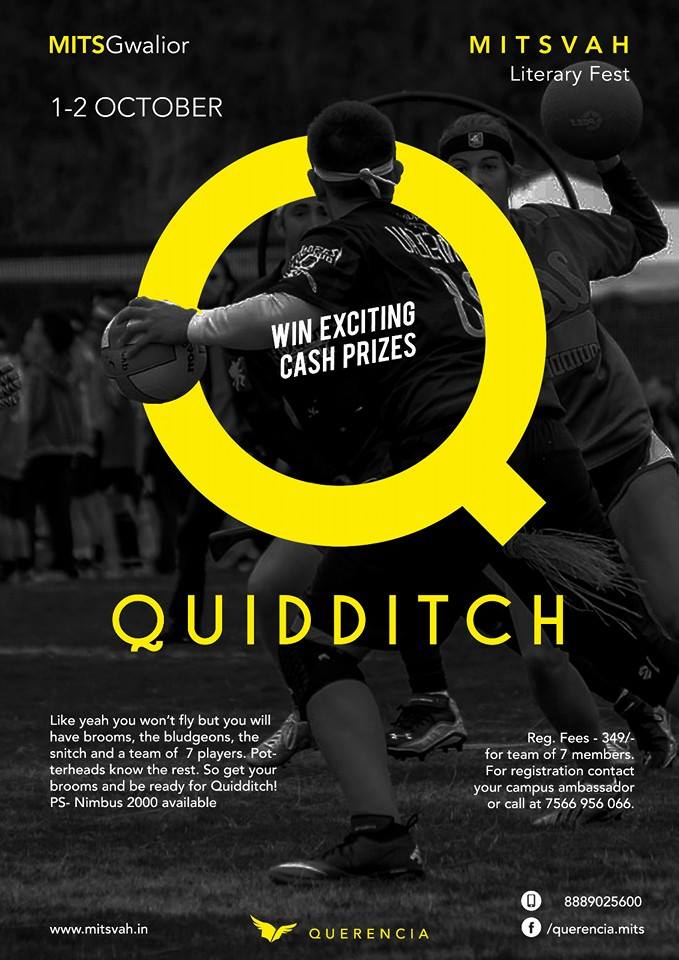 MITSGwalior
MITSVAH
Literary Fest
1-2 OCTOBER
WIN EXCITING
CASH PRIZES
QUIDDITCH
Like yeah you won't fly but you will
have brooms, the bludgeons, the
snitch and a team of 7 players. Pot-
terheads know the rest. So get your
brooms and be ready for Quidditch!
PS- Nimbus 2000 available
Reg. Fees - 349/-
for team of 7 members.
For registration contact
your campus ambassador
or call at 7566 956 066.
8889025600
www.mitsvah.in
QUERENCIA
/querencia.mits